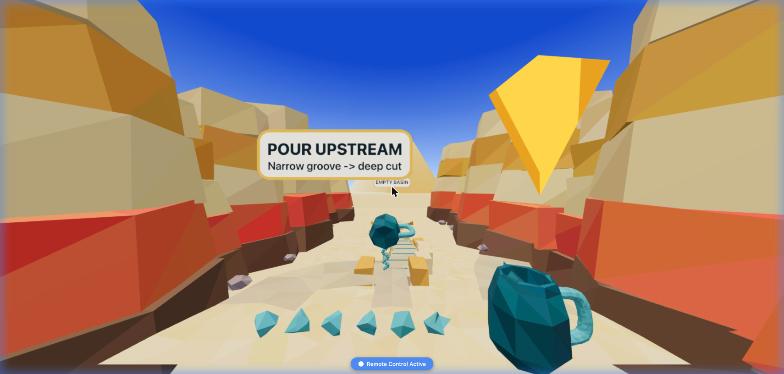 POUR UPSTREAM
Narrow groove -> deep cut
EMPTY BASIN
Remote Control Active